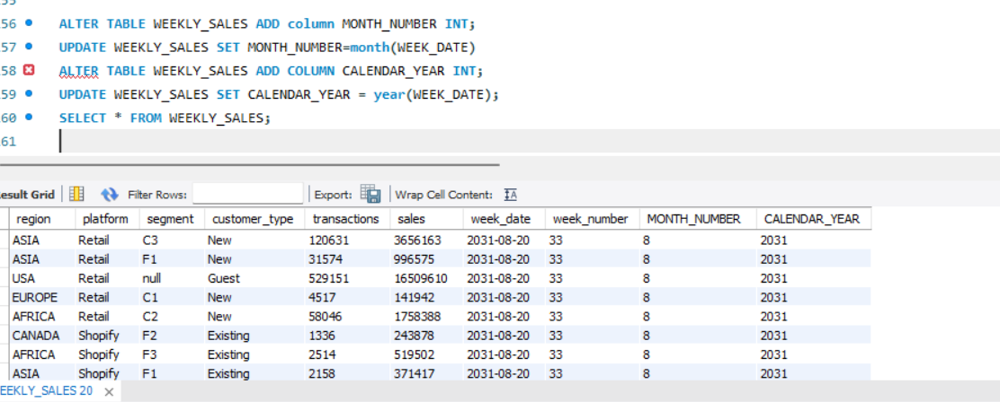 56 ALTER TABLE WEEKLY_SALES ADD column MONTH_NUMBER INT;
57 UPDATE WEEKLY_SALES SET MONTH_NUMBER=month(WEEK_DATE)
58 ALTER TABLE WEEKLY_SALES ADD COLUMN CALENDAR_YEAR INT;
59 UPDATE WEEKLY_SALES SET CALENDAR_YEAR = year(WEEK_DATE);
60 SELECT * FROM WEEKLY_SALES;
61
esult Grid Filter Rows: Export: Wrap Cell Content: IA
region platform segment customer_type transactions sales week_date week_number MONTH_NUMBER CALENDAR_YEAR
ASIA Retail C3 New 120631 3656163 2031-08-20 33 8 2031
ASIA Retail F1 New 31574 996575 2031-08-20 33 8 2031
USA Retail null Guest 529151 16509610 2031-08-20 33 8 2031
EUROPE Retail C1 New 4517 141942 2031-08-20 33 8 2031
AFRICA Retail C2 New 58046 1758388 2031-08-20 33 8 2031
CANADA Shopify F2 Existing 1336 243878 2031-08-20 33 8 2031
AFRICA Shopify F3 Existing 2514 519502 2031-08-20 33 8 2031
ASIA Shopify F1 Existing 2158 371417 2031-08-20 33 8 2031
EEKLY_SALES 20